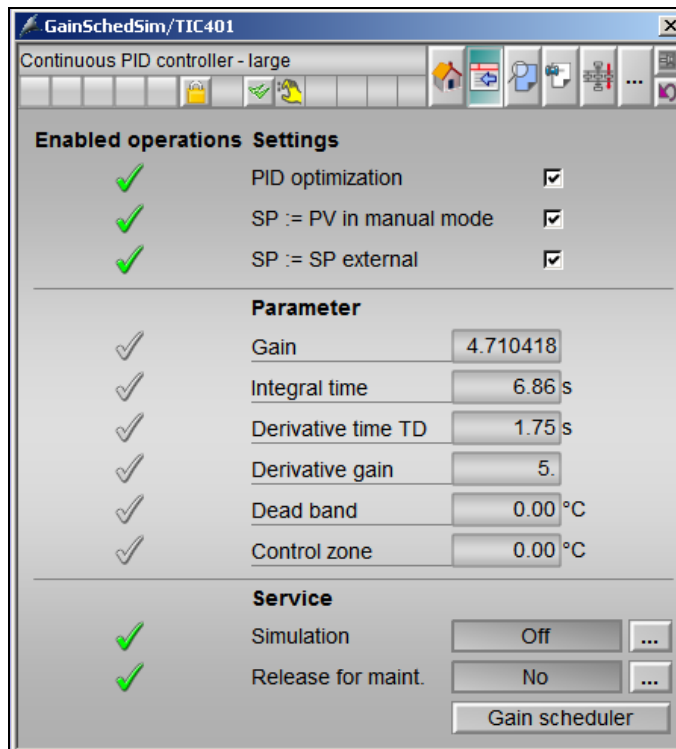 GainSchedSim/TIC401
Continuous PID controller - large
...
Enabled operations Settings
PID optimization
SP := PV in manual mode
SP := SP external
Parameter
Gain 4.710418
Integral time 6.86 s
Derivative time TD 1.75 s
Derivative gain 5.
Dead band 0.00 °C
Control zone 0.00 °C
Service
Simulation Off ...
Release for maint. No ...
Gain scheduler